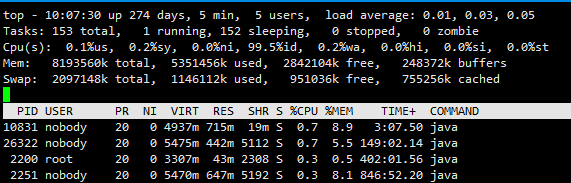 top - 10:07:30 up 274 days, 5 min, 5 users, load average: 0.01, 0.03, 0.05
Tasks: 153 total, 1 running, 152 sleeping, 0 stopped, 0 zombie
Cpu(s): 0.1%us, 0.2%sy, 0.0%ni, 99.5%id, 0.2%wa, 0.0%hi, 0.0%si, 0.0%st
Mem: 8193560k total, 5351456k used, 2842104k free, 248372k buffers
Swap: 2097148k total, 1146112k used, 951036k free, 755256k cached
PID USER PR NI VIRT RES SHR S %CPU %MEM TIME+ COMMAND
10831 nobody 20 0 4937m 715m 19m S 0.7 8.9 3:07.50 java
26322 nobody 20 0 5475m 442m 5112 S 0.7 5.5 149:02.14 java
2200 root 20 0 3307m 43m 2308 S 0.3 0.5 402:01.56 java
2251 nobody 20 0 5470m 647m 5192 S 0.3 8.1 846:52.20 java